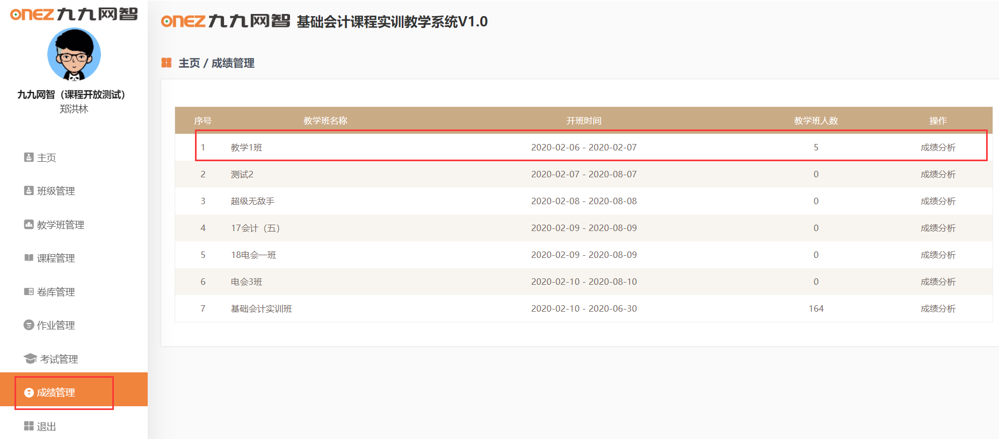 onez九九网智
九九网智（课程开放测试）
郑洪林
主页
班级管理
教学班管理
课程管理
卷库管理
作业管理
考试管理
成绩管理
退出
onez九九网智 基础会计课程实训教学系统V1.0
主页 / 成绩管理
序号 教学班名称 开班时间 教学班人数 操作
1 教学1班 2020-02-06 - 2020-02-07 5 成绩分析
2 测试2 2020-02-07 - 2020-08-07 0 成绩分析
3 超级无敌手 2020-02-08 - 2020-08-08 0 成绩分析
4 17会计（五） 2020-02-09 - 2020-08-09 0 成绩分析
5 18电会一班 2020-02-09 - 2020-08-09 0 成绩分析
6 电会3班 2020-02-10 - 2020-08-10 0 成绩分析
7 基础会计实训班 2020-02-10 - 2020-06-30 164 成绩分析